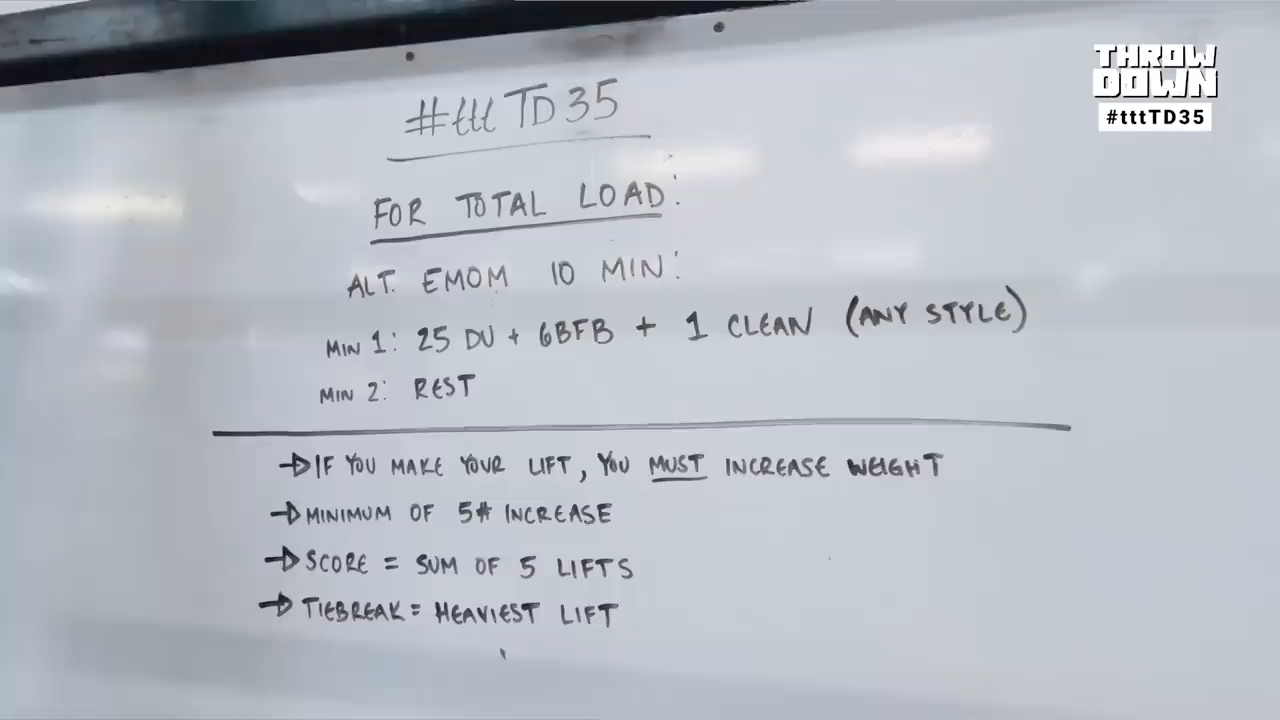 THROW
DOWN
#tttTD35
#tttTD35
FOR TOTAL LOAD:
ALT. EMOM 10 MIN:
MIN 1: 25 DU + 6BFB + 1 CLEAN (ANY STYLE)
MIN 2: REST
→ IF YOU MAKE YOUR LIFT, YOU MUST INCREASE WEIGHT
→ MINIMUM OF 5# INCREASE
→ SCORE = SUM OF 5 LIFTS
→ TIEBREAK = HEAVIEST LIFT